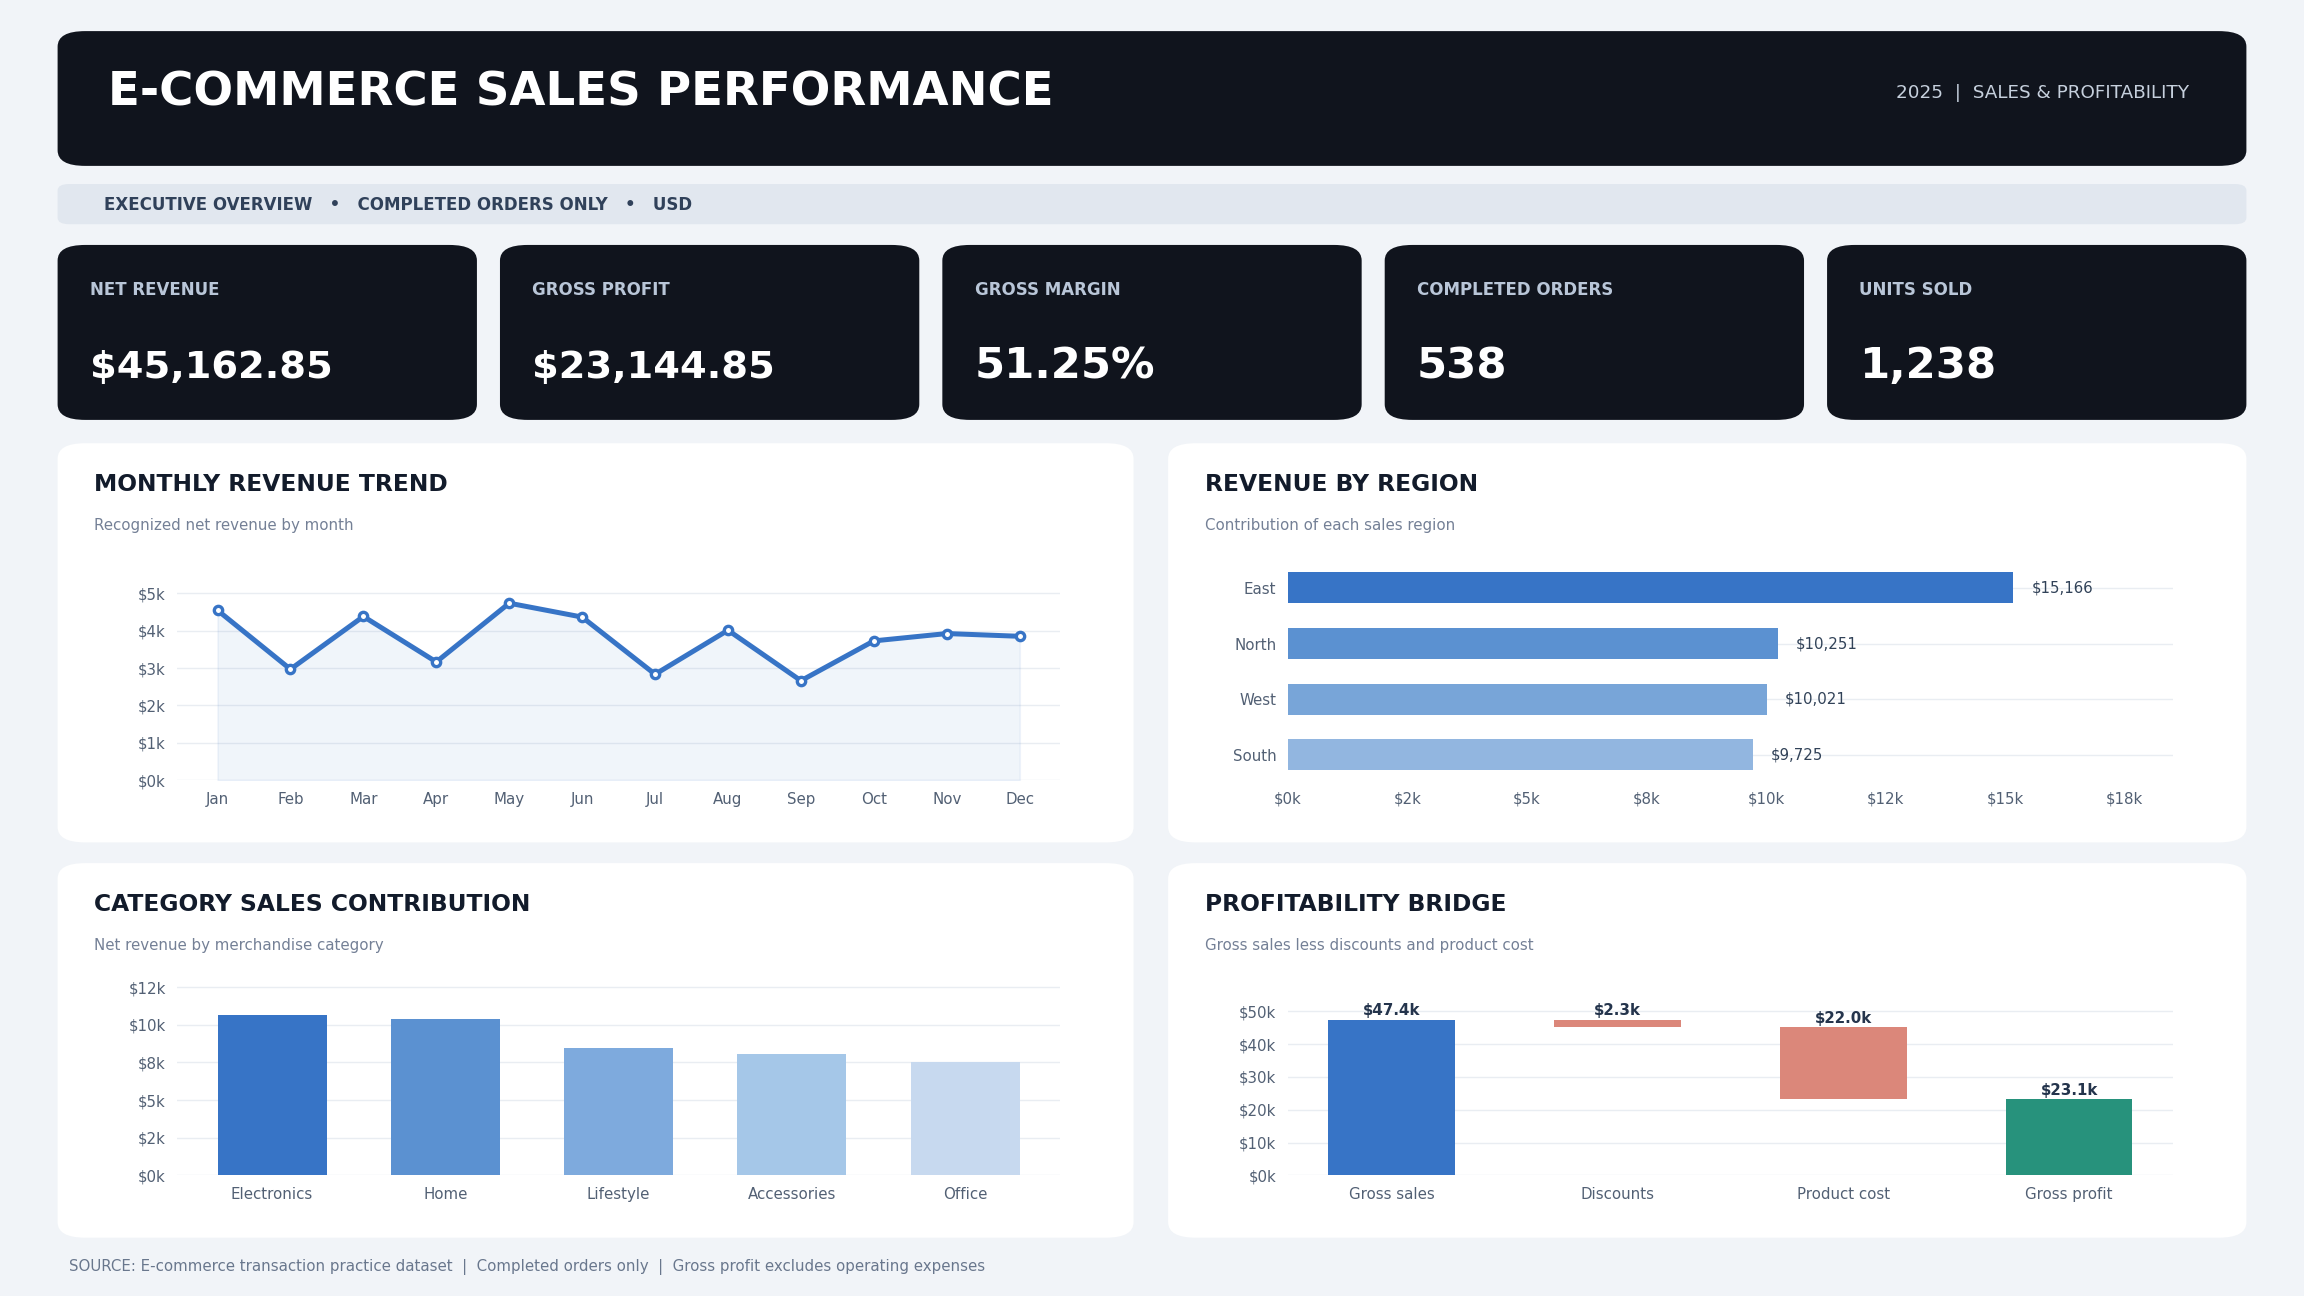 E-COMMERCE SALES PERFORMANCE
2025 | SALES & PROFITABILITY
EXECUTIVE OVERVIEW • COMPLETED ORDERS ONLY • USD
NET REVENUE
$45,162.85
GROSS PROFIT
$23,144.85
GROSS MARGIN
51.25%
COMPLETED ORDERS
538
UNITS SOLD
1,238
MONTHLY REVENUE TREND
Recognized net revenue by month
$5k
$4k
$3k
$2k
$1k
$0k
Jan Feb Mar Apr May Jun Jul Aug Sep Oct Nov Dec
REVENUE BY REGION
Contribution of each sales region
East $15,166
North $10,251
West $10,021
South $9,725
$0k $2k $5k $8k $10k $12k $15k $18k
CATEGORY SALES CONTRIBUTION
Net revenue by merchandise category
$12k
$10k
$8k
$5k
$2k
$0k
Electronics Home Lifestyle Accessories Office
PROFITABILITY BRIDGE
Gross sales less discounts and product cost
$50k
$40k
$30k
$20k
$10k
$0k
$47.4k
$2.3k
$22.0k
$23.1k
Gross sales Discounts Product cost Gross profit
SOURCE: E-commerce transaction practice dataset | Completed orders only | Gross profit excludes operating expenses